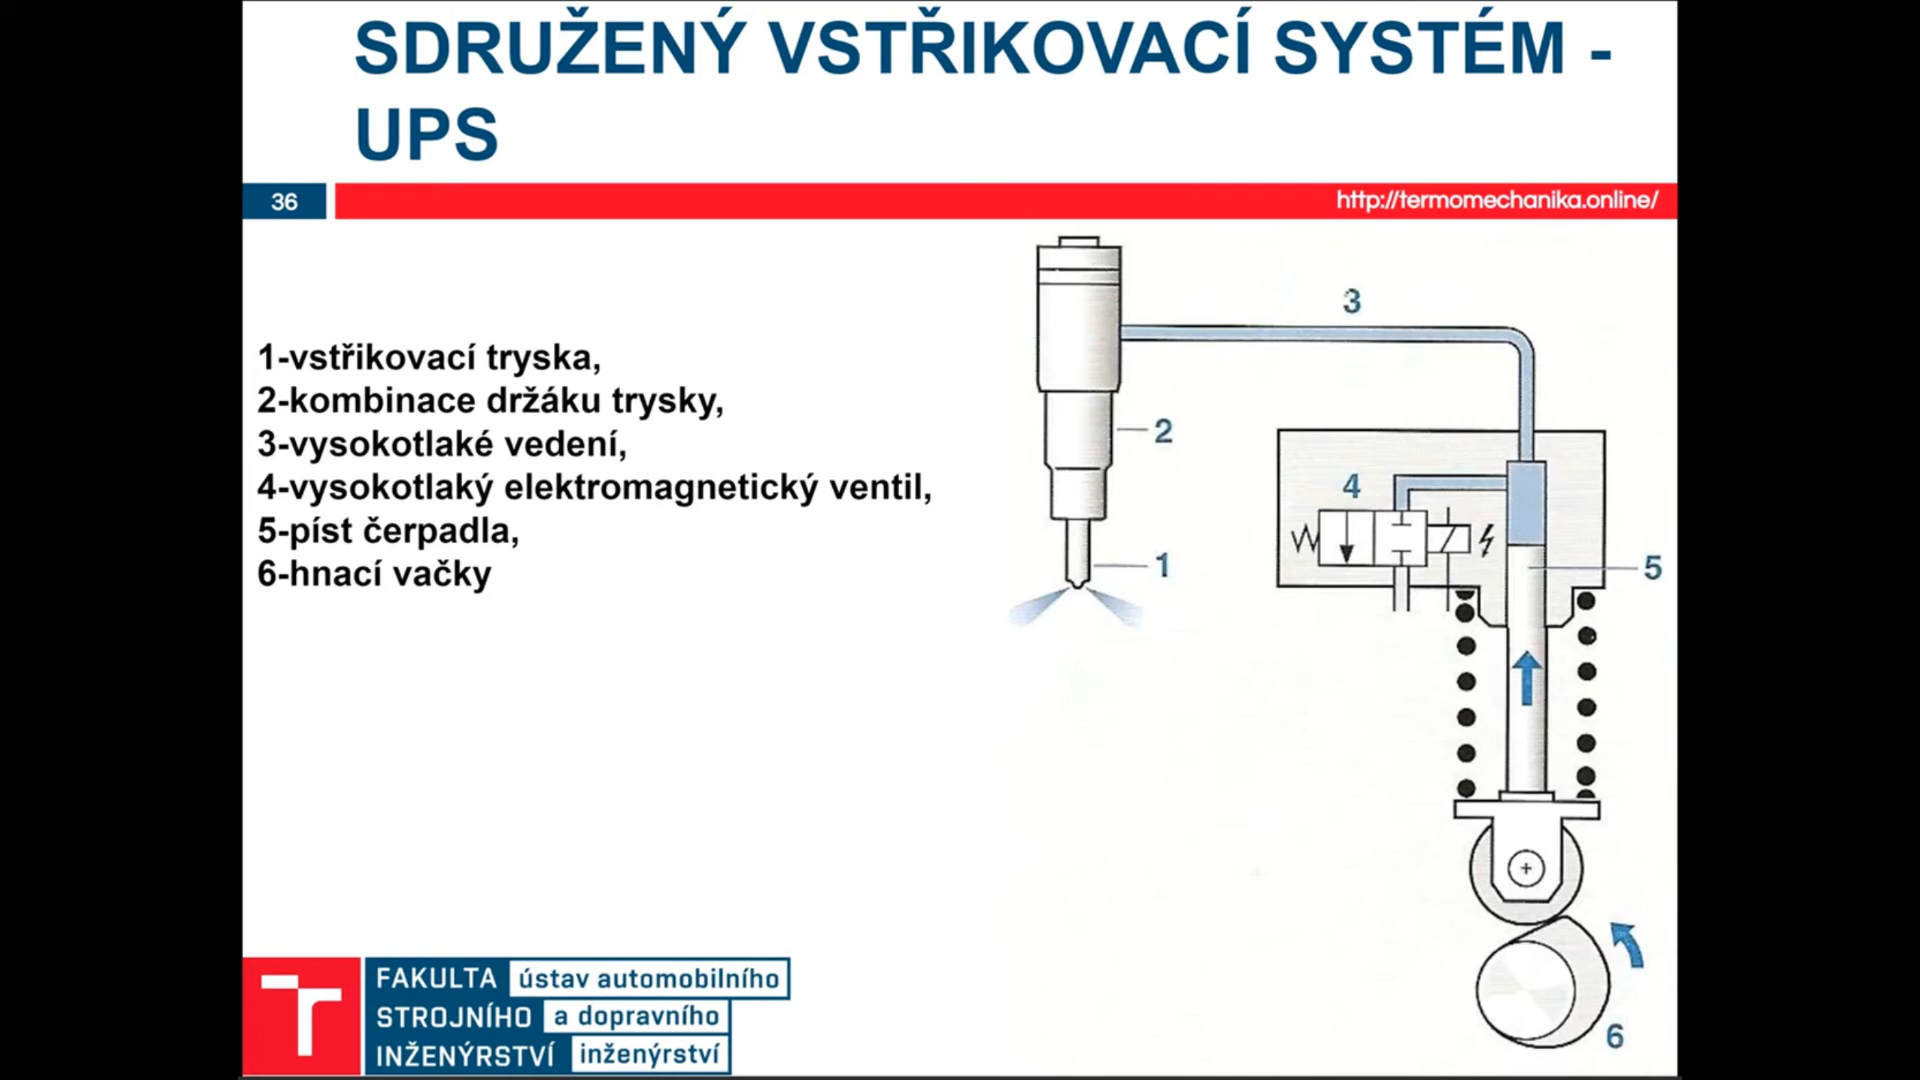 SDRUŽENÝ VSTŘIKOVACÍ SYSTÉM -
UPS
36
http://termomechanika.online/
1-vstřikovací tryska,
2-kombinace držáku trysky,
3-vysokotlaké vedení,
4-vysokotlaký elektromagnetický ventil,
5-píst čerpadla,
6-hnací vačky
3
2
4
1
5
6
FAKULTA ústav automobilního
STROJNÍHO a dopravního
INŽENÝRSTVÍ inženýrství